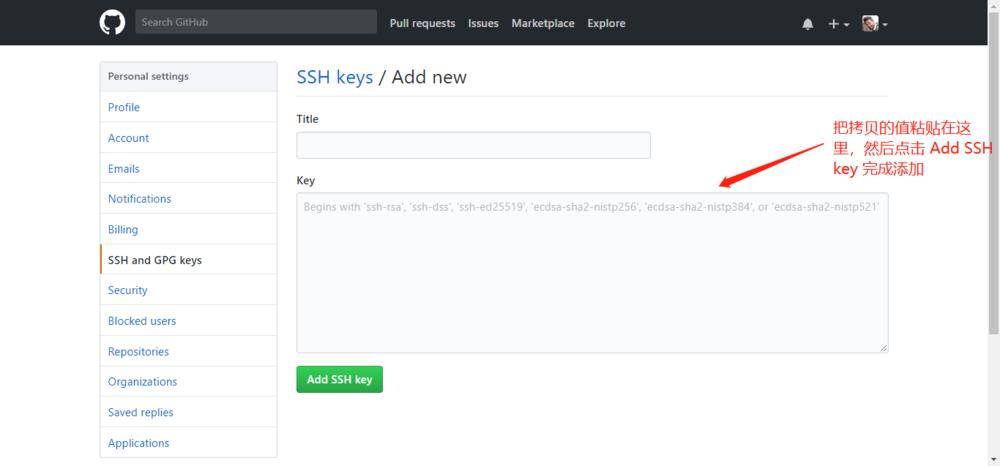 Search GitHub Pull requests Issues Marketplace Explore
Personal settings
Profile
Account
Emails
Notifications
Billing
SSH and GPG keys
Security
Blocked users
Repositories
Organizations
Saved replies
Applications
SSH keys / Add new
Title
Key
Begins with 'ssh-rsa', 'ssh-dss', 'ssh-ed25519', 'ecdsa-sha2-nistp256', 'ecdsa-sha2-nistp384', or 'ecdsa-sha2-nistp521'
Add SSH key
把拷贝的值粘贴在这
里，然后点击 Add SSH
key 完成添加